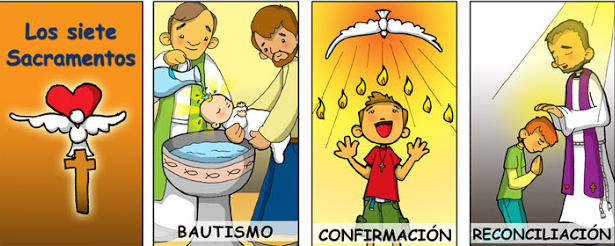 Los siete
Sacramentos
BAUTISMO
CONFIRMACIÓN
RECONCILIACIÓN